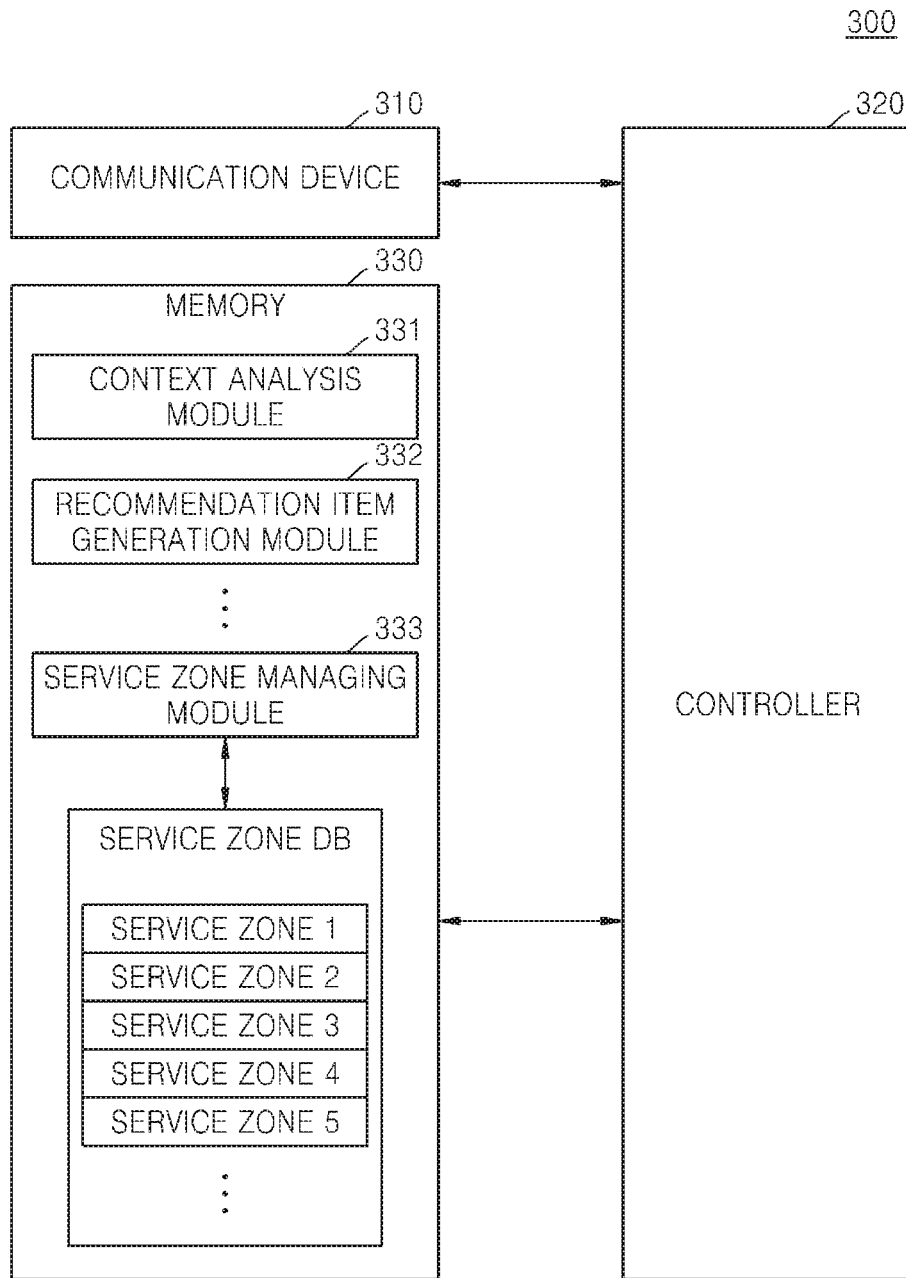 300
310
320
COMMUNICATION DEVICE
330
MEMORY
331
CONTEXT ANALYSIS
MODULE
332
RECOMMENDATION ITEM
GENERATION MODULE
333
SERVICE ZONE MANAGING
MODULE
CONTROLLER
SERVICE ZONE DB
SERVICE ZONE 1
SERVICE ZONE 2
SERVICE ZONE 3
SERVICE ZONE 4
SERVICE ZONE 5